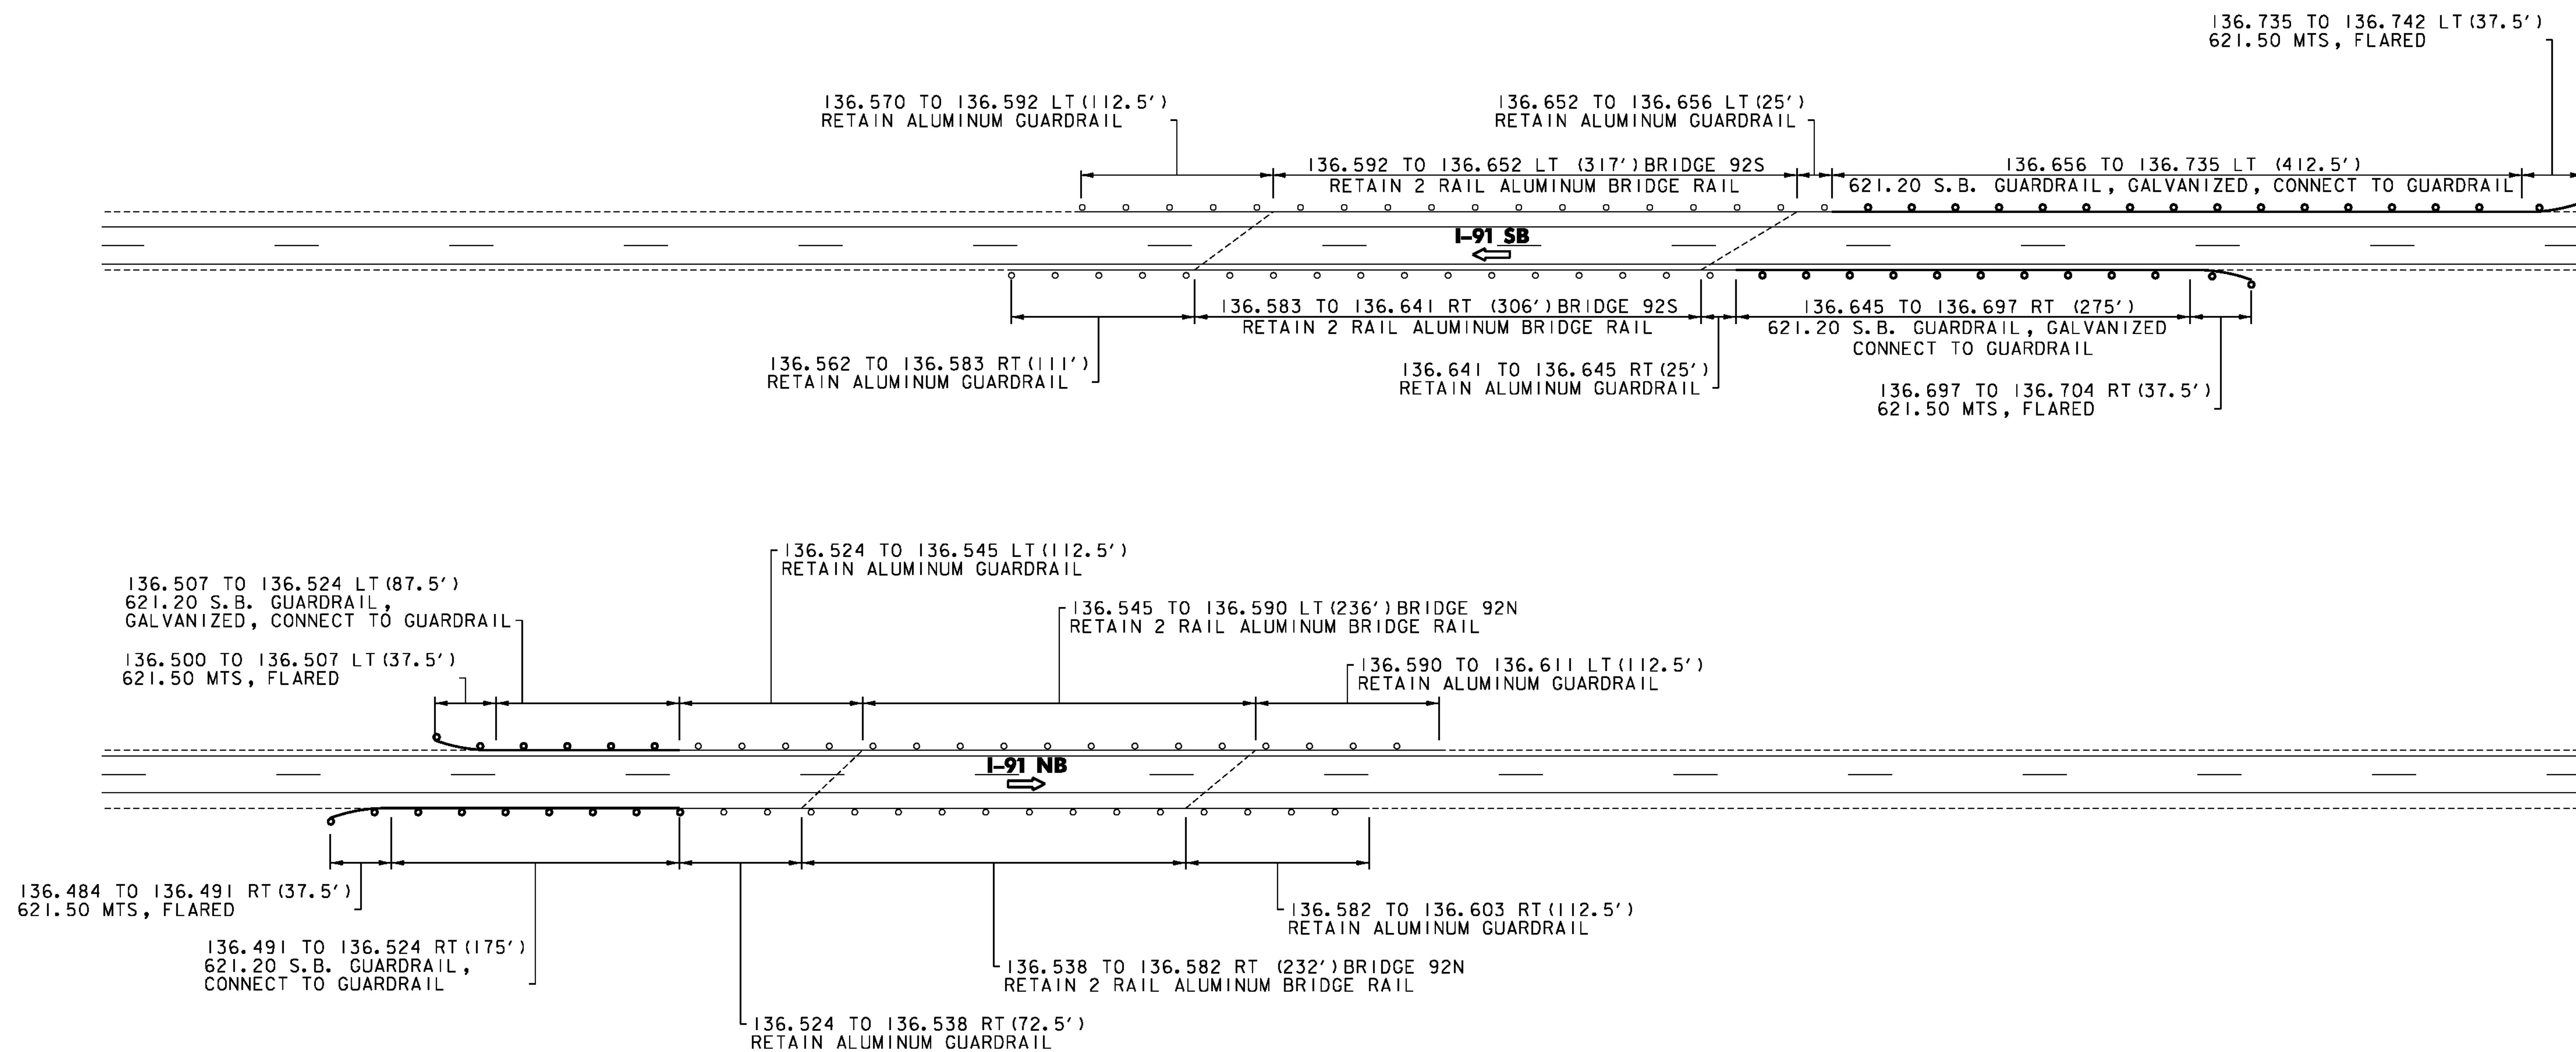 136.735 TO 136.742 LT (37.5')
621.50 MTS, FLARED
136.570 TO 136.592 LT (112.5')
RETAIN ALUMINUM GUARDRAIL
136.652 TO 136.656 LT (25')
RETAIN ALUMINUM GUARDRAIL
136.592 TO 136.652 LT (317') BRIDGE 92S
RETAIN 2 RAIL ALUMINUM BRIDGE RAIL
136.656 TO 136.735 LT (412.5')
621.20 S.B. GUARDRAIL, GALVANIZED, CONNECT TO GUARDRAIL
I-91 SB
136.583 TO 136.641 RT (306') BRIDGE 92S
RETAIN 2 RAIL ALUMINUM BRIDGE RAIL
136.645 TO 136.697 RT (275')
621.20 S.B. GUARDRAIL, GALVANIZED
CONNECT TO GUARDRAIL
136.562 TO 136.583 RT (111')
RETAIN ALUMINUM GUARDRAIL
136.641 TO 136.645 RT (25')
RETAIN ALUMINUM GUARDRAIL
136.697 TO 136.704 RT (37.5')
621.50 MTS, FLARED
136.524 TO 136.545 LT (112.5')
RETAIN ALUMINUM GUARDRAIL
136.507 TO 136.524 LT (87.5')
621.20 S.B. GUARDRAIL,
GALVANIZED, CONNECT TO GUARDRAIL
136.545 TO 136.590 LT (236') BRIDGE 92N
RETAIN 2 RAIL ALUMINUM BRIDGE RAIL
136.500 TO 136.507 LT (37.5')
621.50 MTS, FLARED
136.590 TO 136.611 LT (112.5')
RETAIN ALUMINUM GUARDRAIL
I-91 NB
136.484 TO 136.491 RT (37.5')
621.50 MTS, FLARED
136.582 TO 136.603 RT (112.5')
RETAIN ALUMINUM GUARDRAIL
136.491 TO 136.524 RT (175')
621.20 S.B. GUARDRAIL,
CONNECT TO GUARDRAIL
136.538 TO 136.582 RT (232') BRIDGE 92N
RETAIN 2 RAIL ALUMINUM BRIDGE RAIL
136.524 TO 136.538 RT (72.5')
RETAIN ALUMINUM GUARDRAIL